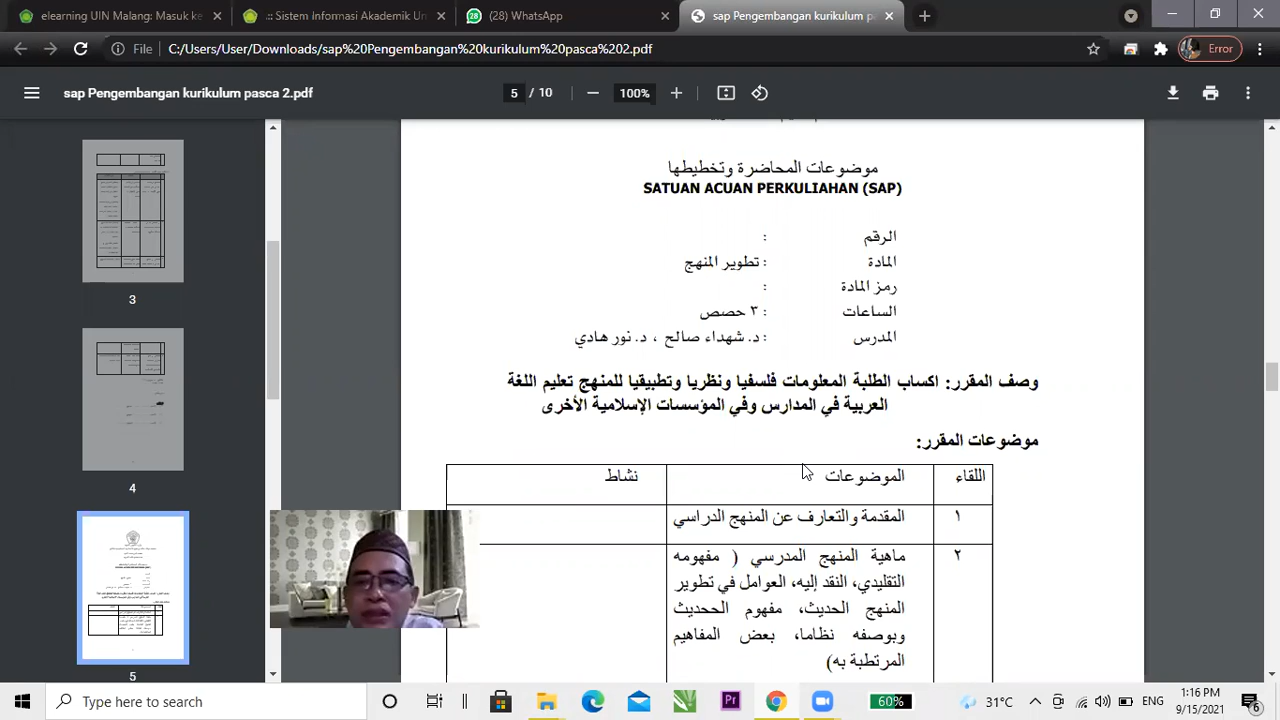 elearning UIN Malang: Masuk ke
.:: Sistem Informasi Akademik Un
(28) WhatsApp
sap Pengembangan kurikulum pa
File
C:/Users/User/Downloads/sap%20Pengembangan%20kurikulum%20pasca%202.pdf
Error
sap Pengembangan kurikulum pasca 2.pdf
5 / 10
100%
3
4
5
موضوعات المحاضرة وتخطيطها
SATUAN ACUAN PERKULIAHAN (SAP)
الرقم :
المادة : تطوير المنهج
رمز المادة :
الساعات : ٣ حصص
المدرس : د. شهداء صالح ، د. نور هادي
وصف المقرر: اكساب الطلبة المعلومات فلسفيا ونظريا وتطبيقيا للمنهج تعليم اللغة
العربية في المدارس وفي المؤسسات الإسلامية الأخرى
موضوعات المقرر:
اللقاء الموضوعات نشاط
١ المقدمة والتعارف عن المنهج الدراسي
٢ ماهية المنهج المدرسي ( مفهومه
التقليدي، النقد إليه، العوامل في تطوير
المنهج الحديث، مفهوم الححديث
وبوصفه نظاما، بعض المفاهيم
المرتطبة به)
Type here to search
Pr
60%
31°C
ENG
1:16 PM
9/15/2021
6